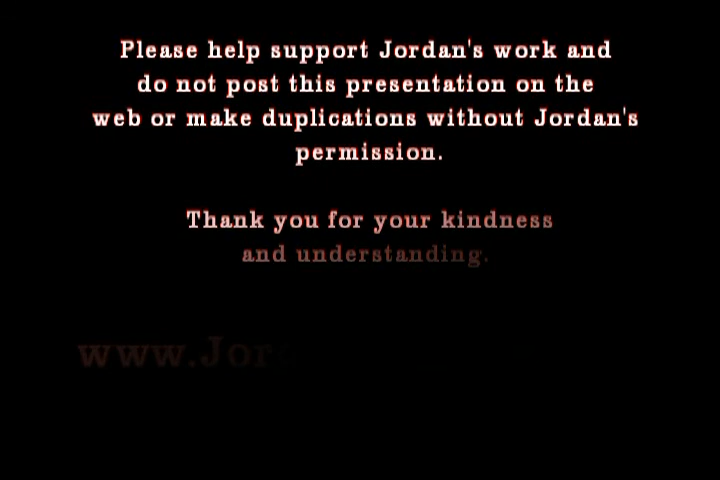 Please help support Jordan's work and
do not post this presentation on the
web or make duplications without Jordan's
permission.
Thank you for your kindness
and understanding.